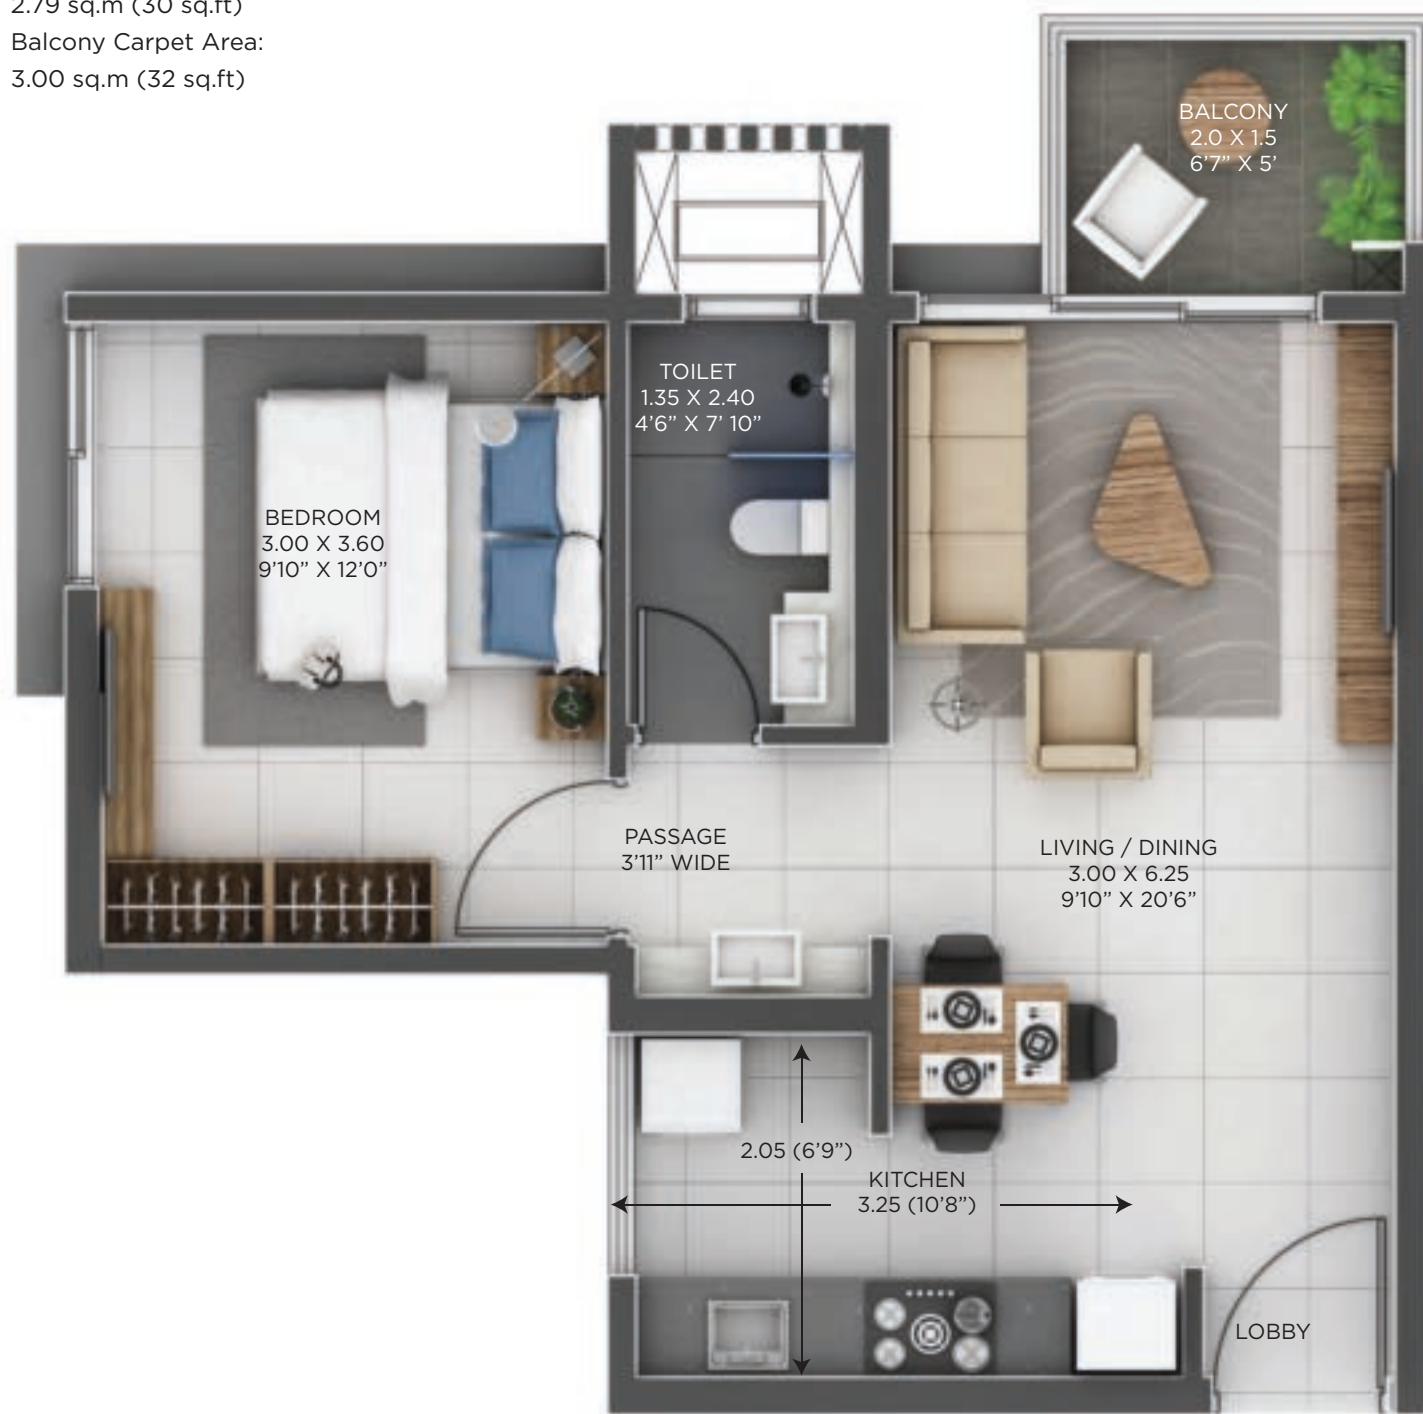 2.79 sq.m (30 sq.ft)
Balcony Carpet Area:
3.00 sq.m (32 sq.ft)
BALCONY
2.0 X 1.5
6’7” X 5’
TOILET
1.35 X 2.40
4’6” X 7’ 10”
BEDROOM
3.00 X 3.60
9’10” X 12’0”
PASSAGE
3’11” WIDE
LIVING / DINING
3.00 X 6.25
9’10” X 20’6”
2.05 (6’9”)
KITCHEN
3.25 (10’8”)
LOBBY